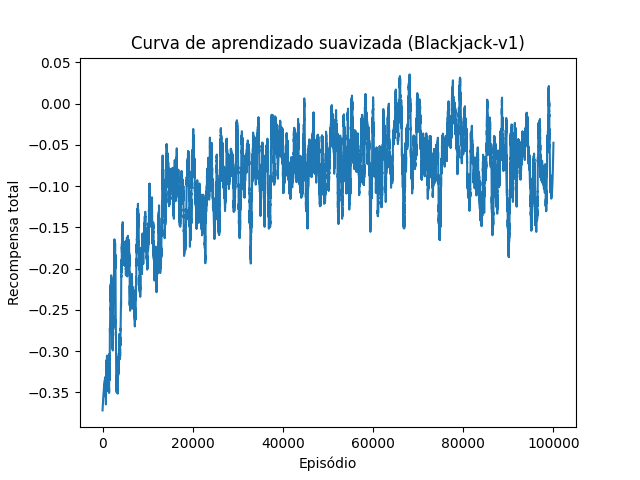 Curva de aprendizado suavizada (Blackjack-v1)
Recompensa total
0.05
0.00
−0.05
−0.10
−0.15
−0.20
−0.25
−0.30
−0.35
0 20000 40000 60000 80000 100000
Episódio